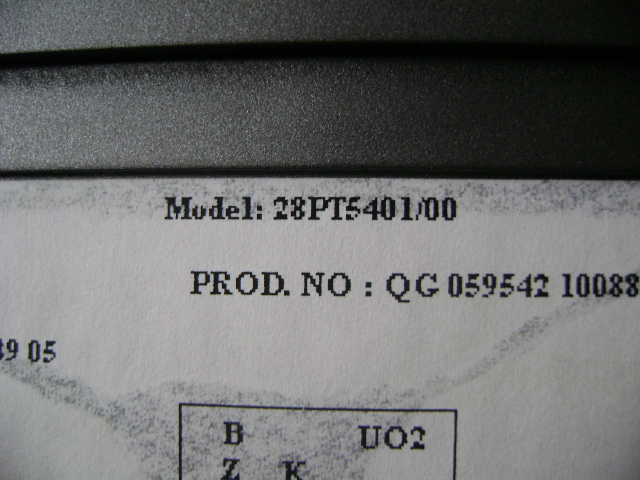 Model: 28PT5401/00
PROD. NO : QG 059542 10088
39 05
B UO2
Z K